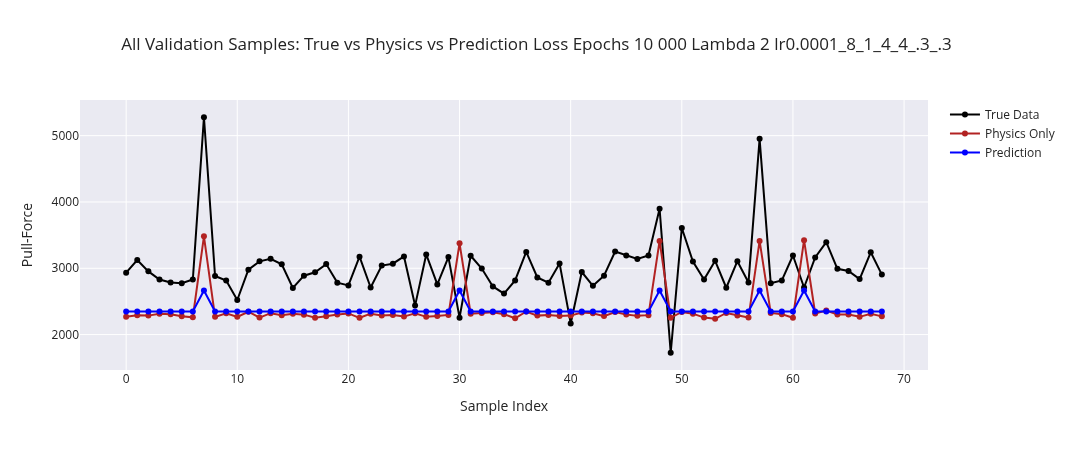 All Validation Samples: True vs Physics vs Prediction Loss Epochs 10 000 Lambda 2 lr0.0001_8_1_4_4_.3_.3
True Data
Physics Only
Prediction
Pull-Force
5000
4000
3000
2000
0
10
20
30
40
50
60
70
Sample Index